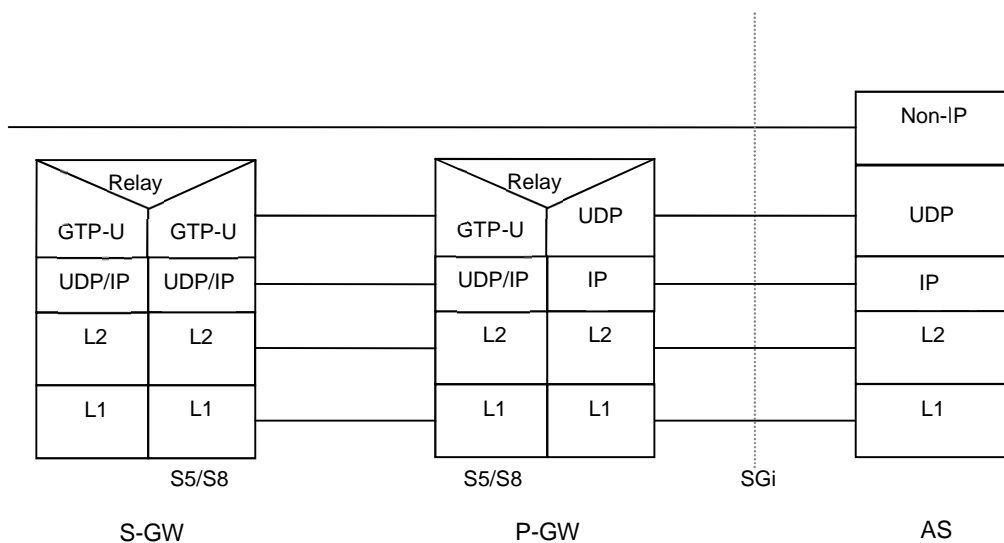 Non-IP
Relay
Relay
GTP-U GTP-U
GTP-U UDP
UDP
UDP/IP UDP/IP
UDP/IP IP
IP
L2 L2
L2 L2
L2
L1 L1
L1 L1
L1
S5/S8
S5/S8
SGi
S-GW
P-GW
AS